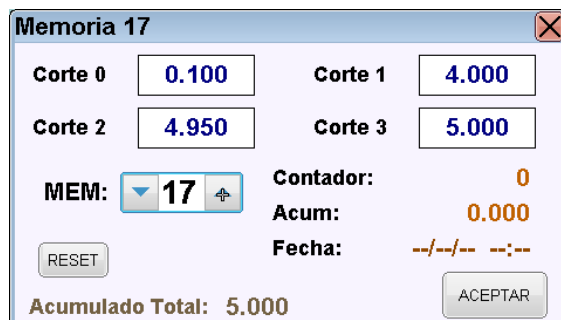 Memoria 17
Corte 0 0.100 Corte 1 4.000
Corte 2 4.950 Corte 3 5.000
MEM: 17
Contador: 0
Acum: 0.000
Fecha: --/--/-- --:--
RESET
ACEPTAR
Acumulado Total: 5.000